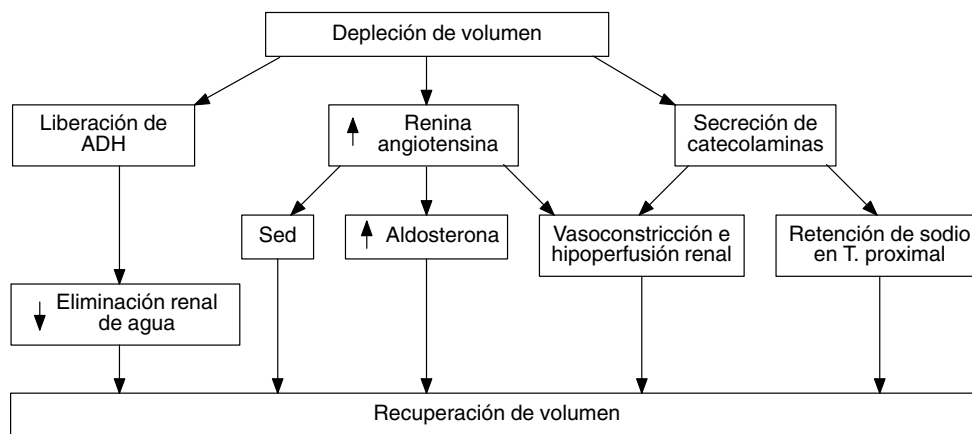 Depleción de volumen
Liberación de
ADH
Renina
angiotensina
Secreción de
catecolaminas
Sed
Aldosterona
Vasoconstricción e
hipoperfusión renal
Retención de sodio
en T. proximal
Eliminación renal
de agua
Recuperación de volumen